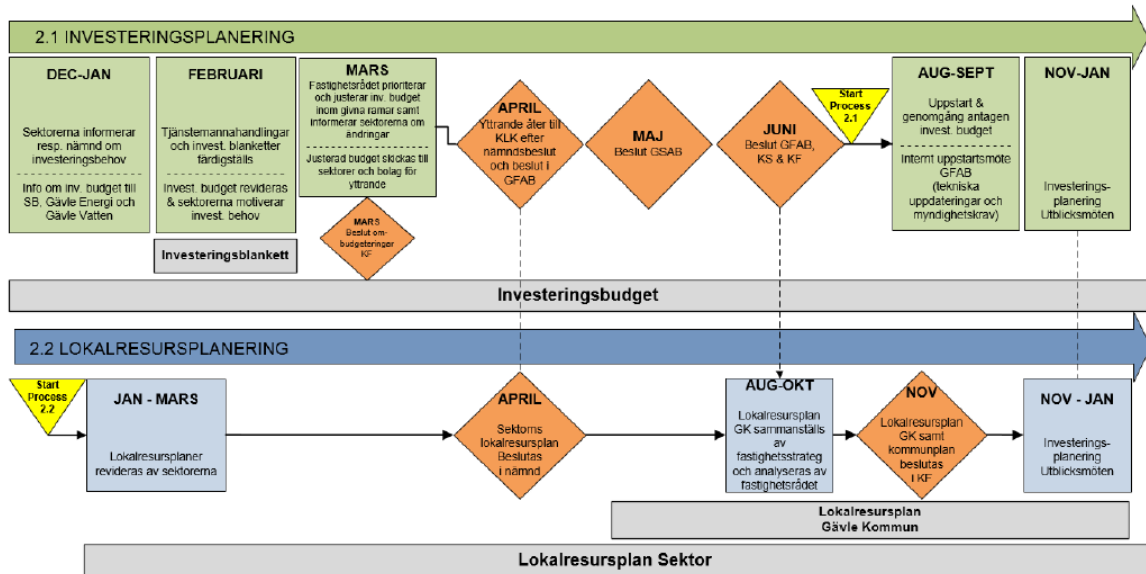 2.1 INVESTERINGSPLANERING
DEC-JAN
Sektorerna informerar
resp. nämnd om
investeringsbehov
Info om inv. budget till
SB, Gävle Energi och
Gävle Vatten
FEBRUARI
Tjänstemannahandlingar
och invest. blanketter
färdigställs
Invest. budget revideras
& sektorerna motiverar
invest. behov
Investeringsblankett
MARS
Fastighetsrådet prioriterar
och justerar inv. budget
inom givna ramar samt
informerar sektorerna om
ändringar
Justerad budget skickas till
sektorer och bolag för
yttrande
MARS
Beslut om-
budgeteringar
KF
APRIL
Yttrande åter till
KLK efter
nämndsbeslut
och beslut i
GFAB
MAJ
Beslut GSAB
JUNI
Beslut GFAB,
KS & KF
Start
Process
2.1
AUG-SEPT
Uppstart &
genomgång antagen
invest. budget
Internt uppstartsmöte
GFAB
(tekniska
uppdateringar och
myndighetskrav)
NOV-JAN
Investerings-
planering
Utblicksmöten
Investeringsbudget
2.2 LOKALRESURSPLANERING
Start
Process
2.2
JAN - MARS
Lokalresursplaner
revideras av sektorerna
APRIL
Sektorns
lokalresursplan
Beslutas
i nämnd
AUG-OKT
Lokalresursplan
GK sammanställs
av
fastighetsstrateg
och analyseras av
fastighetsrådet
NOV
Lokalresursplan
GK samt
kommunplan
beslutas
i KF
NOV - JAN
Investerings-
planering
Utblicksmöten
Lokalresursplan
Gävle Kommun
Lokalresursplan Sektor